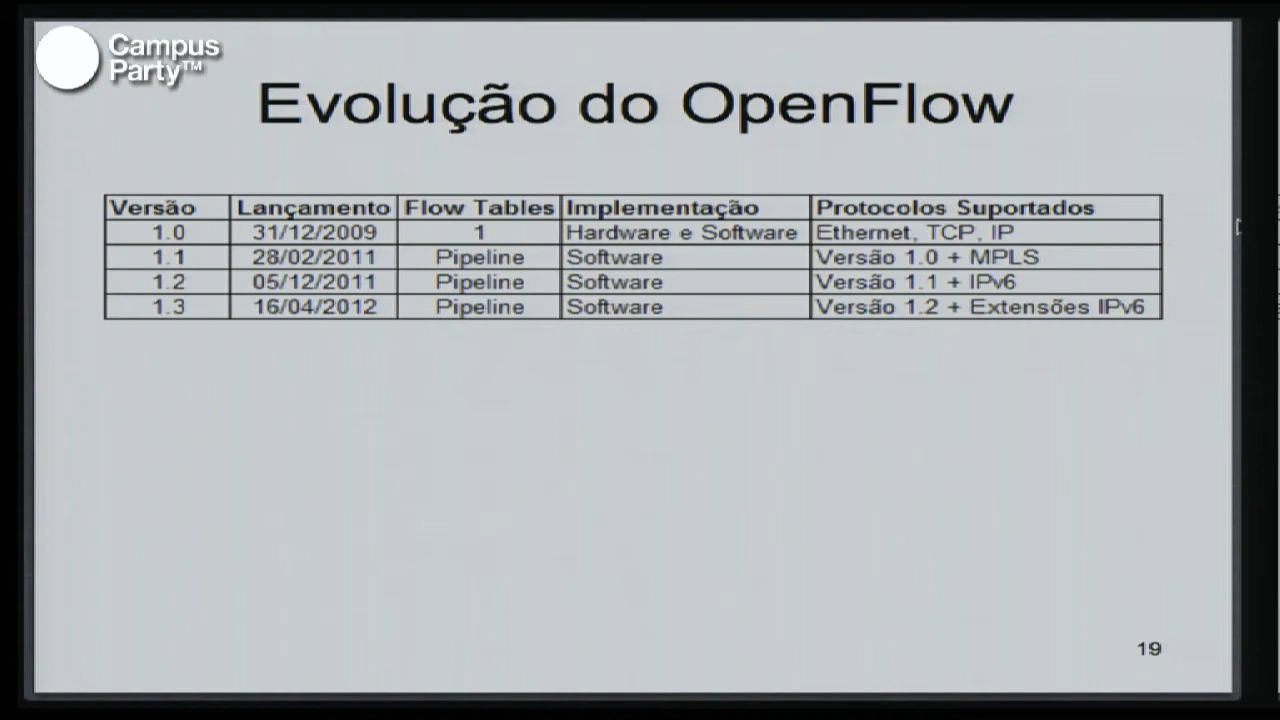 Campus
Party™
Evolução do OpenFlow
Versão Lançamento Flow Tables Implementação Protocolos Suportados
1.0 31/12/2009 1 Hardware e Software Ethernet, TCP, IP
1.1 28/02/2011 Pipeline Software Versão 1.0 + MPLS
1.2 05/12/2011 Pipeline Software Versão 1.1 + IPv6
1.3 16/04/2012 Pipeline Software Versão 1.2 + Extensões IPv6
19